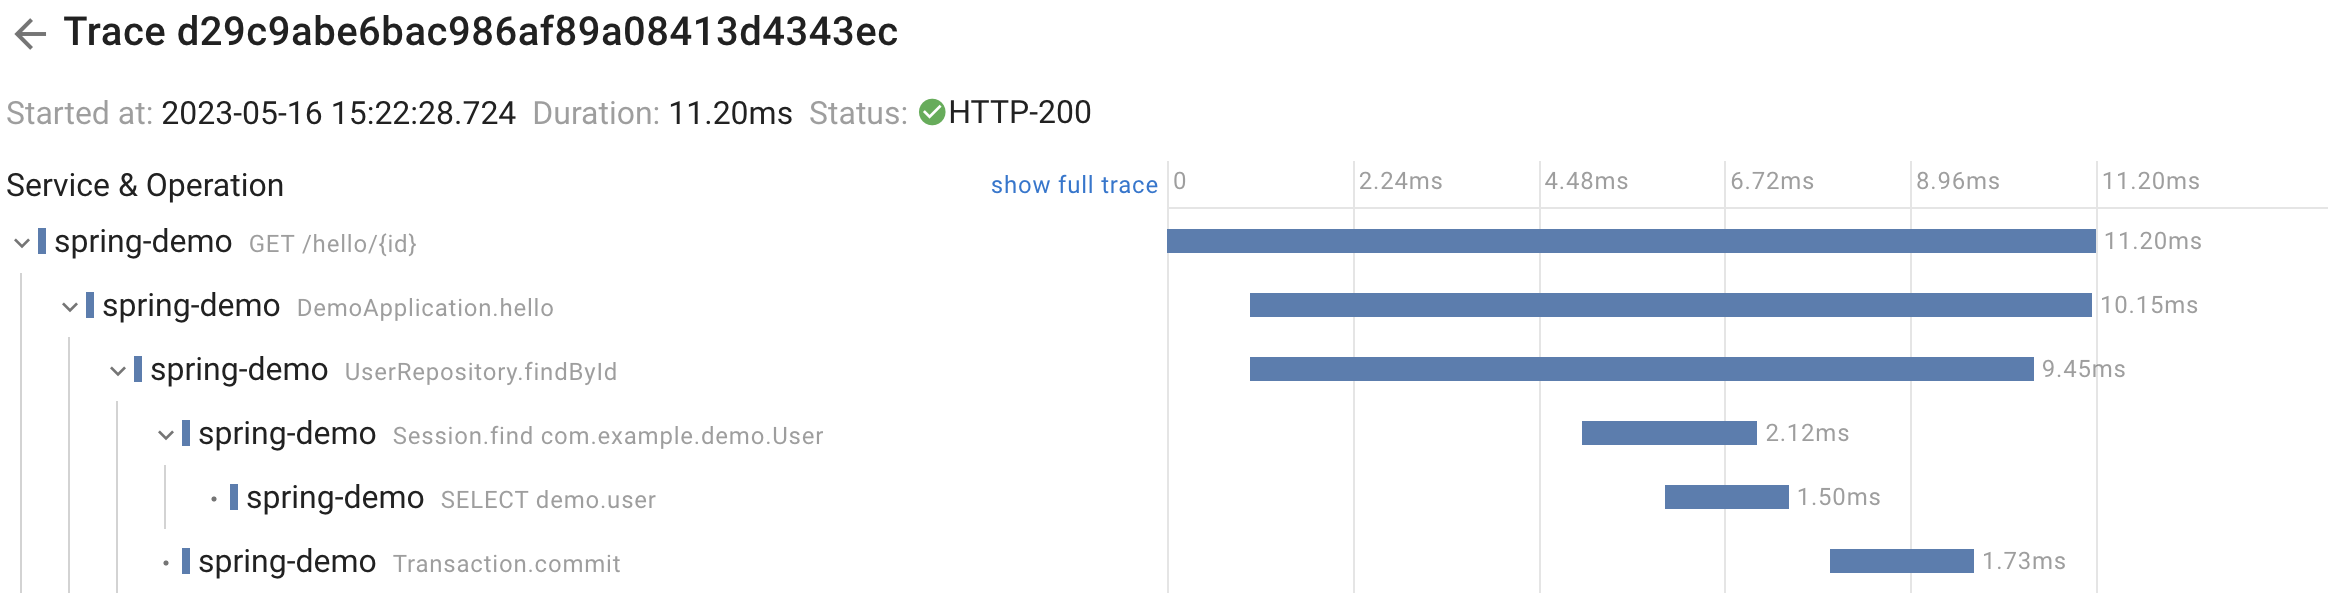 Trace d29c9abe6bac986af89a08413d4343ec
Started at: 2023-05-16 15:22:28.724 Duration: 11.20ms Status: HTTP-200
Service & Operation show full trace 0 2.24ms 4.48ms 6.72ms 8.96ms 11.20ms
spring-demo GET /hello/{id} 11.20ms
spring-demo DemoApplication.hello 10.15ms
spring-demo UserRepository.findById 9.45ms
spring-demo Session.find com.example.demo.User 2.12ms
spring-demo SELECT demo.user 1.50ms
spring-demo Transaction.commit 1.73ms